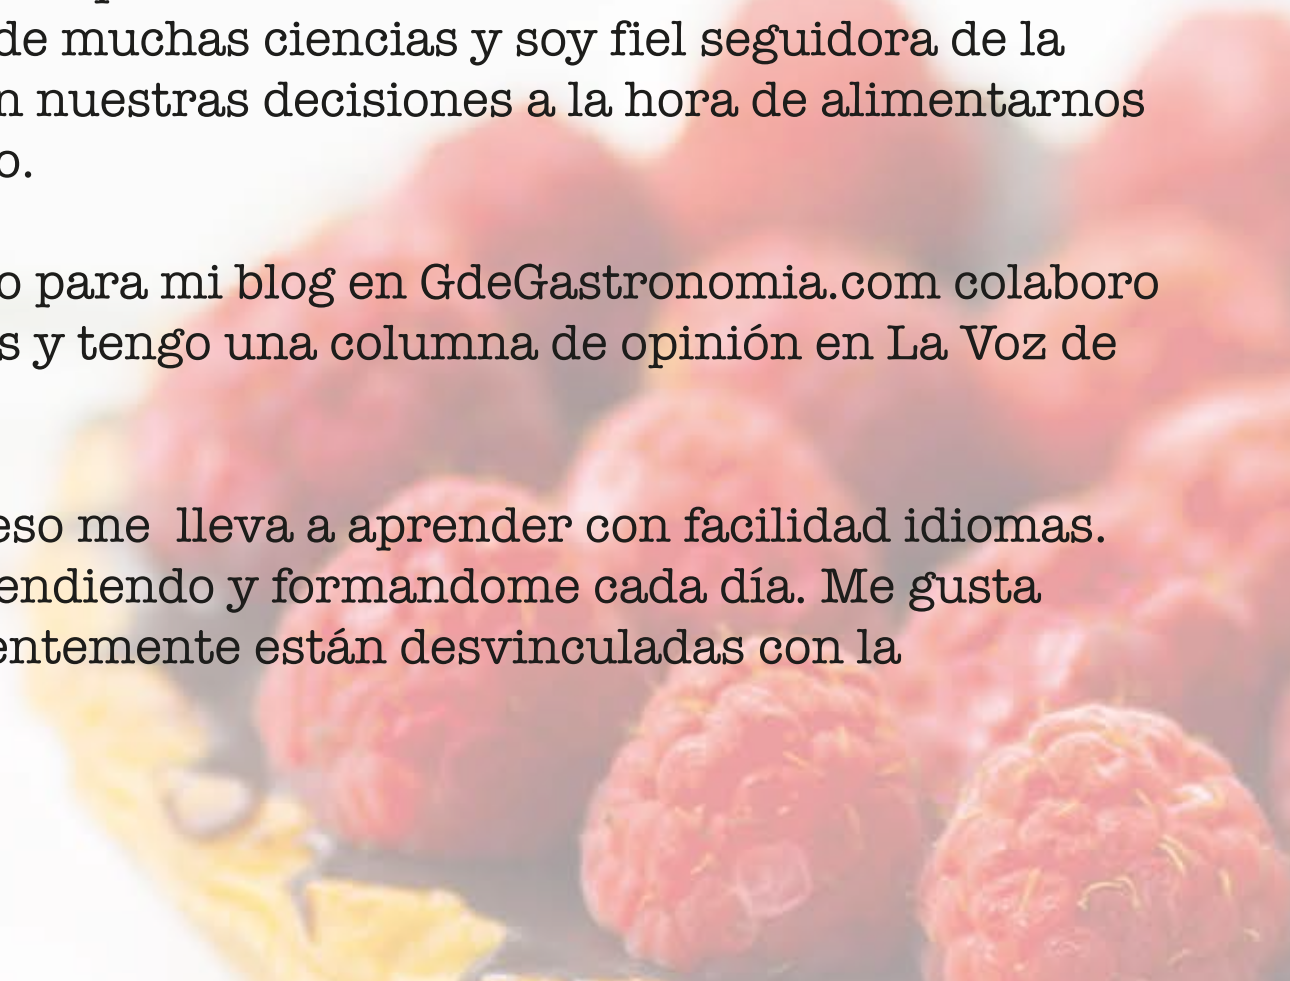 de muchas ciencias y soy fiel seguidora de la
n nuestras decisiones a la hora de alimentarnos
o.
o para mi blog en GdeGastronomia.com colaboro
s y tengo una columna de opinión en La Voz de
eso me  lleva a aprender con facilidad idiomas.
endiendo y formandome cada día. Me gusta
entemente están desvinculadas con la